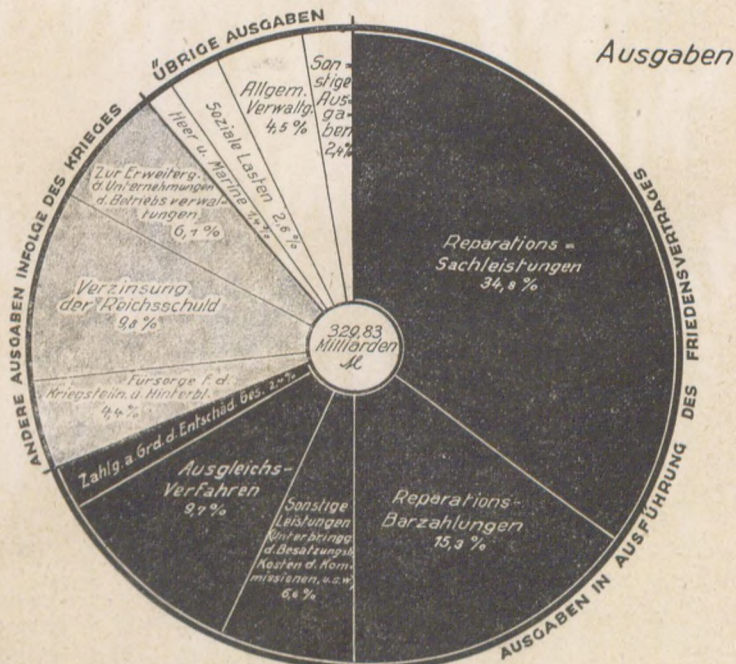 Ausgaben
ÜBRIGE AUSGABEN
ANDERE AUSGABEN INFOLGE DES KRIEGES
AUSGABEN IN AUSFÜHRUNG DES FRIEDENSVERTRAGES
329,83
Milliarden
M
Reparations=
Sachleistungen
34,8 %
Reparations-
Barzahlungen
15,3 %
Sonstige
Leistungen
(Unterbringg.
d. Besatzungsk.
Kosten d. Kom-
missionen, u.s.w)
6,6 %
Ausgleichs-
Verfahren
9,7 %
Zahlg. a. Grd. d. Entschäd. Ges.
Fürsorge f. d.
Kriegsteiln. u. Hinterbl.
4,4 %
Verzinsung
der Reichsschuld
9,8 %
Zur Erweiterg.
d. Unternehmungen
d. Betriebsverwal-
tungen
6,1 %
Heer u. Marine
Soziale Lasten 2,6 %
Allgem.
Verwaltg.
4,5 %
Son=
stige
Aus-
ga-
ben
2,4%